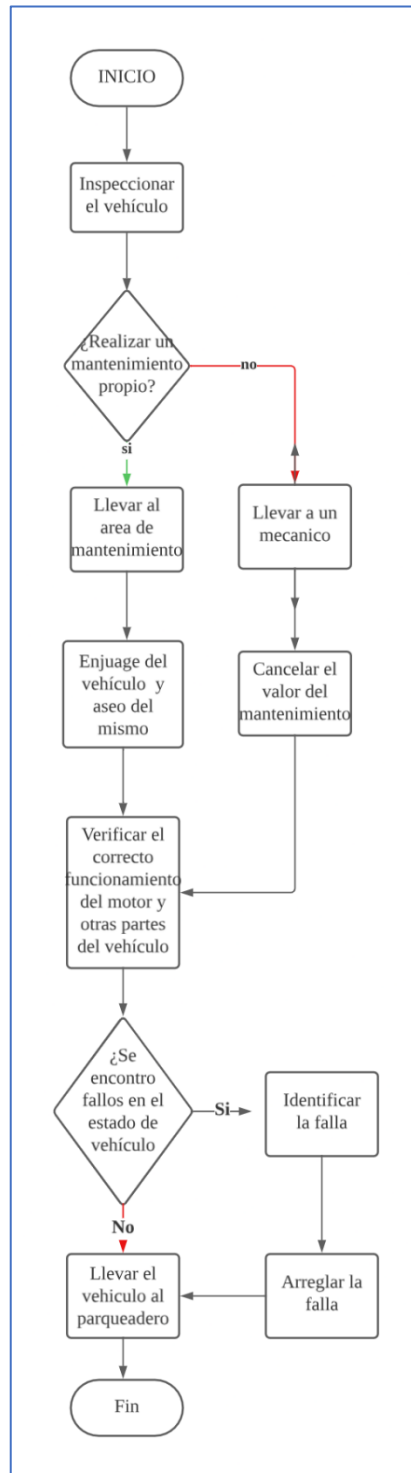 INICIO
Inspeccionar
el vehículo
¿Realizar un
mantenimiento
propio?
no
si
Llevar al
area de
mantenimiento
Llevar a un
mecanico
Enjuage del
vehículo y
aseo del
mismo
Cancelar el
valor del
mantenimiento
Verificar el
correcto
funcionamiento
del motor y
otras partes
del vehículo
¿Se
encontro
fallos en el
estado de
vehículo
Si
Identificar
la falla
No
Llevar el
vehiculo al
parqueadero
Arreglar la
falla
Fin